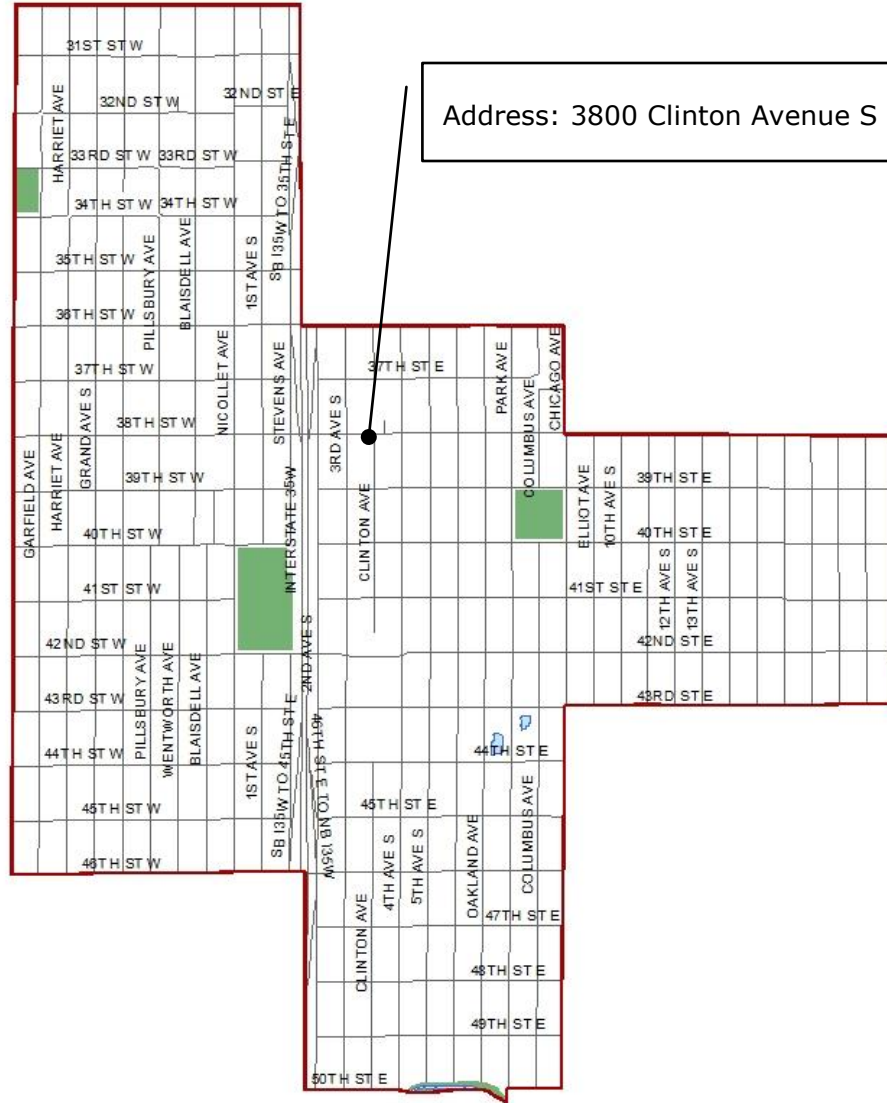 31ST ST W
Address: 3800 Clinton Avenue S
32ND ST W
32ND ST E
HARRIET AVE
33RD ST W
33RD ST W
SB I35W TO 35TH ST E
34TH ST W
34TH ST W
35TH ST W
PILLSBURY AVE
BLAISDELL AVE
1ST AVE S
36TH ST W
37TH ST W
NICOLLET AVE
STEVENS AVE
37TH ST E
PARK AVE
COLUMBUS AVE
CHICAGO AVE
38TH ST W
GRAND AVE S
3RD AVE S
GARFIELD AVE
HARRIET AVE
39TH ST W
INTERSTATE 35W
CLINTON AVE
ELLIOT AVE
10TH AVE S
39TH ST E
40TH ST W
40TH ST E
41ST ST W
41ST ST E
12TH AVE S
13TH AVE S
42ND ST W
2ND AVE S
42ND ST E
PILLSBURY AVE
WENTWORTH AVE
BLAISDELL AVE
43RD ST W
43RD ST E
44TH ST W
1ST AVE S
SB I35W TO 45TH ST E
46TH ST E TO NB I35W
44TH ST E
45TH ST W
45TH ST E
4TH AVE S
5TH AVE S
OAKLAND AVE
COLUMBUS AVE
46TH ST W
CLINTON AVE
47TH ST E
48TH ST E
49TH ST E
50TH ST E